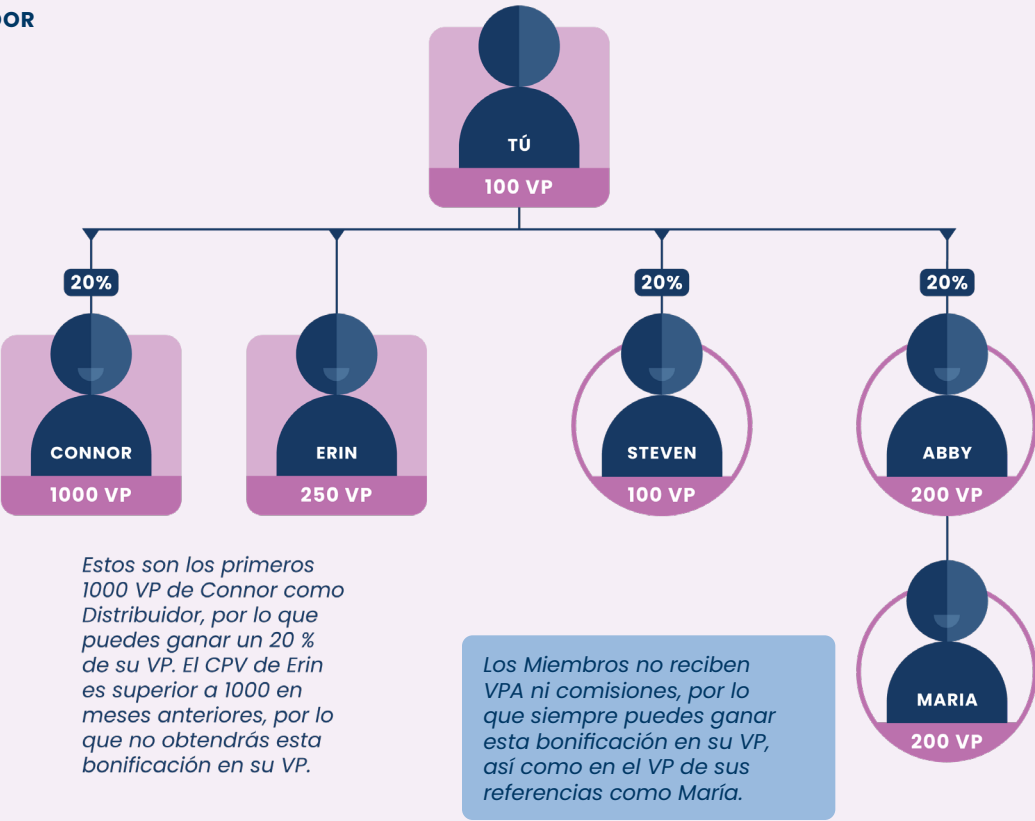 TÚ
100 VP
20%
20%
20%
CONNOR
1000 VP
ERIN
250 VP
STEVEN
100 VP
ABBY
200 VP
Estos son los primeros
1000 VP de Connor como
Distribuidor, por lo que
puedes ganar un 20 %
de su VP. El CPV de Erin
es superior a 1000 en
meses anteriores, por lo
que no obtendrás esta
bonificación en su VP.
Los Miembros no reciben
VPA ni comisiones, por lo
que siempre puedes ganar
esta bonificación en su VP,
así como en el VP de sus
referencias como María.
MARIA
200 VP